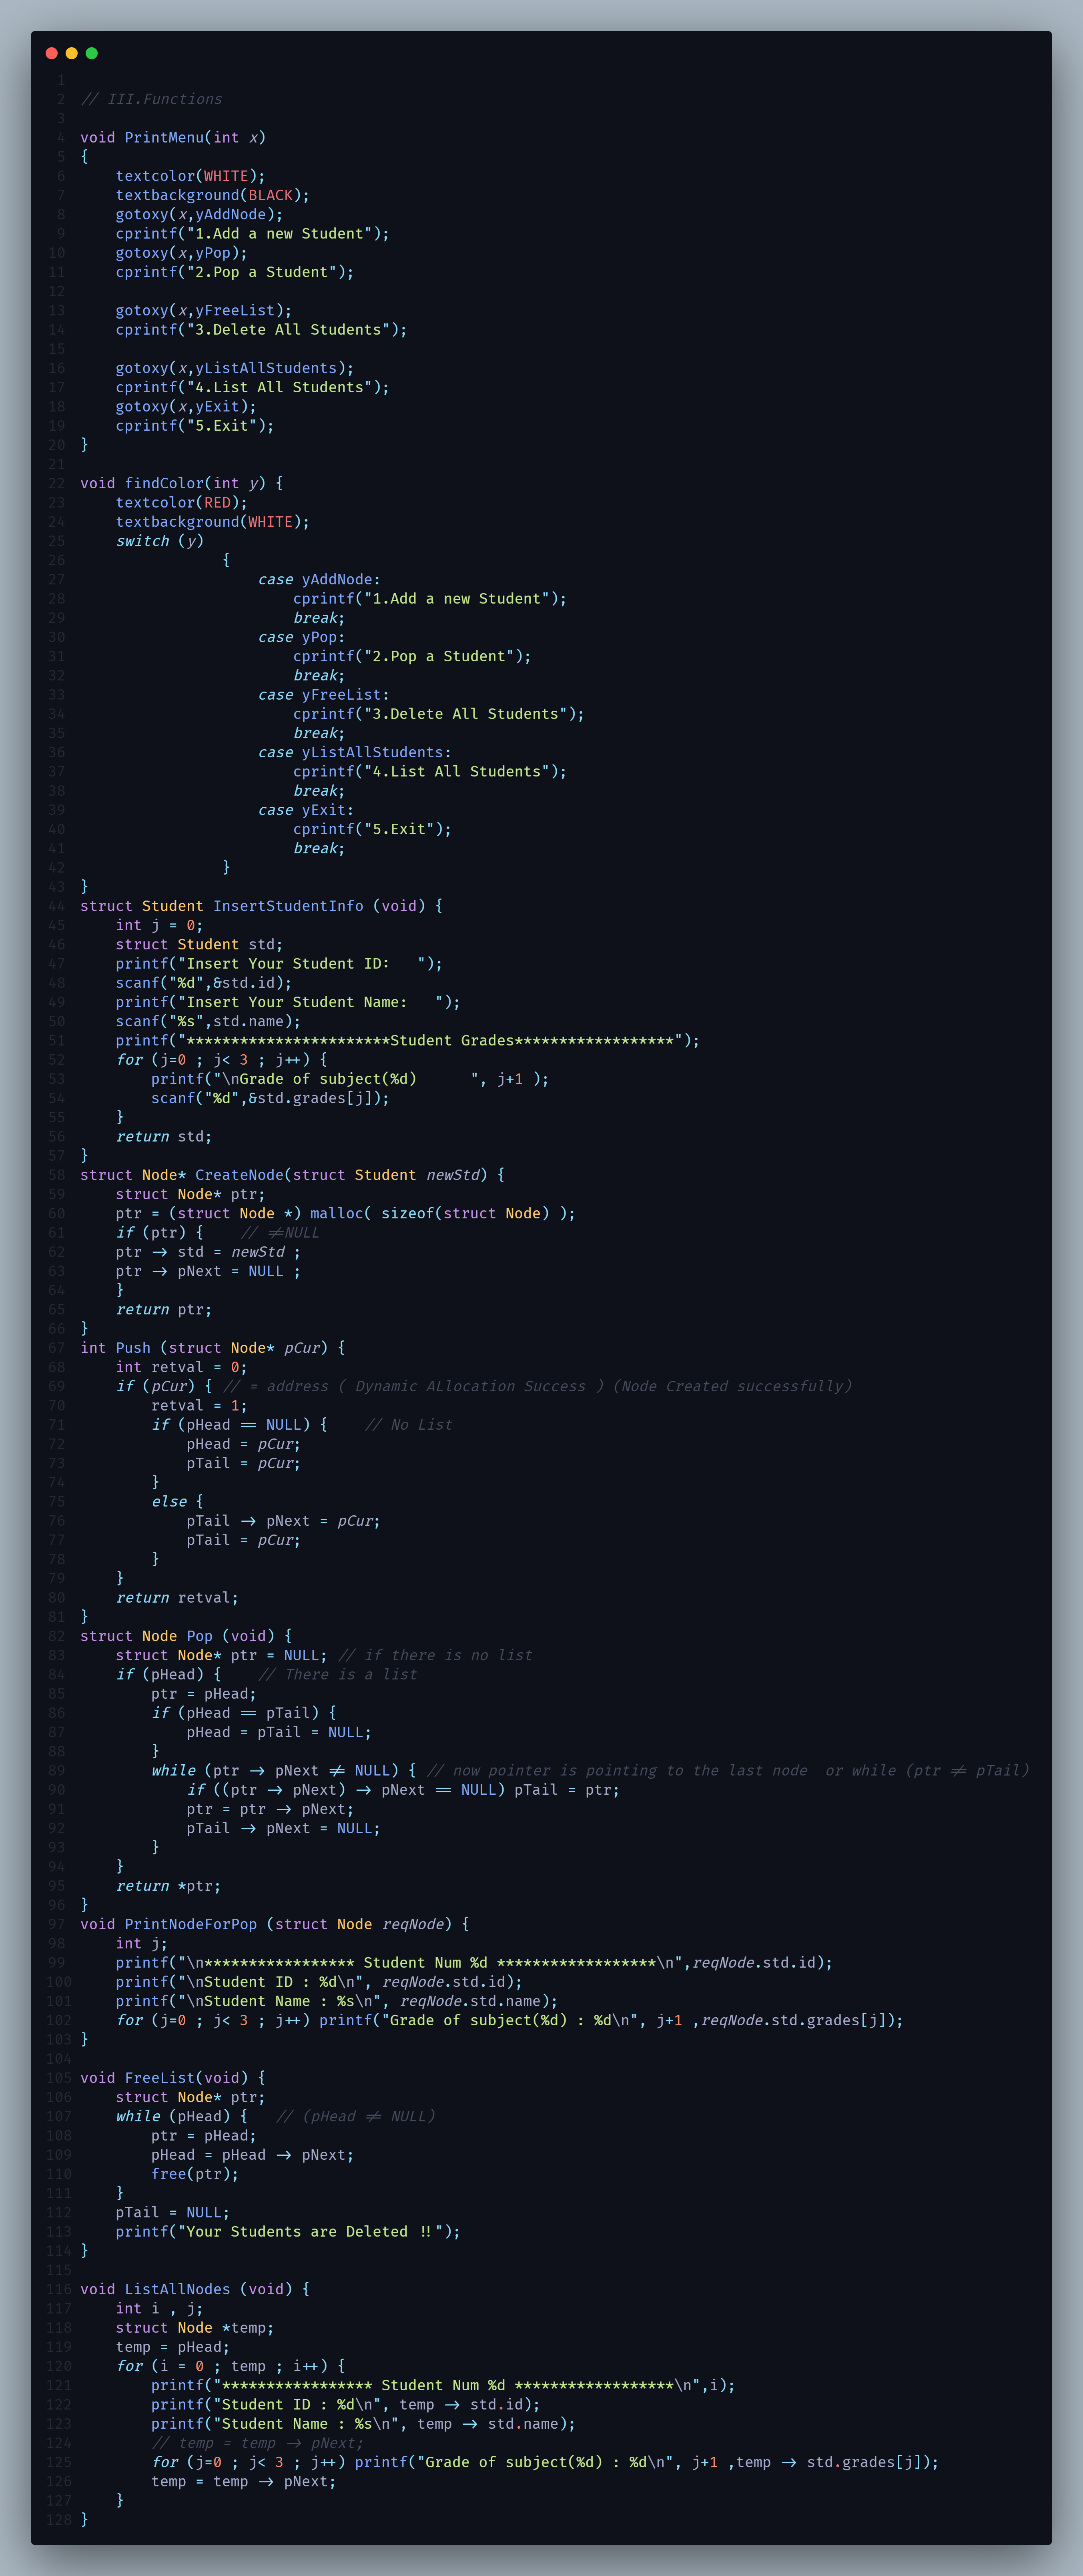 1
2 // III.Functions
3
4 void PrintMenu(int x)
5 {
6     textcolor(WHITE);
7     textbackground(BLACK);
8     gotoxy(x,yAddNode);
9     cprintf("1.Add a new Student");
10     gotoxy(x,yPop);
11     cprintf("2.Pop a Student");
12
13     gotoxy(x,yFreeList);
14     cprintf("3.Delete All Students");
15
16     gotoxy(x,yListAllStudents);
17     cprintf("4.List All Students");
18     gotoxy(x,yExit);
19     cprintf("5.Exit");
20 }
21
22 void findColor(int y) {
23     textcolor(RED);
24     textbackground(WHITE);
25     switch (y)
26                 {
27                     case yAddNode:
28                         cprintf("1.Add a new Student");
29                         break;
30                     case yPop:
31                         cprintf("2.Pop a Student");
32                         break;
33                     case yFreeList:
34                         cprintf("3.Delete All Students");
35                         break;
36                     case yListAllStudents:
37                         cprintf("4.List All Students");
38                         break;
39                     case yExit:
40                         cprintf("5.Exit");
41                         break;
42                 }
43 }
44 struct Student InsertStudentInfo (void) {
45     int j = 0;
46     struct Student std;
47     printf("Insert Your Student ID:   ");
48     scanf("%d",&std.id);
49     printf("Insert Your Student Name:   ");
50     scanf("%s",std.name);
51     printf("***********************Student Grades******************");
52     for (j=0 ; j< 3 ; j++) {
53         printf("\nGrade of subject(%d)      ", j+1 );
54         scanf("%d",&std.grades[j]);
55     }
56     return std;
57 }
58 struct Node* CreateNode(struct Student newStd) {
59     struct Node* ptr;
60     ptr = (struct Node *) malloc( sizeof(struct Node) );
61     if (ptr) {    // !=NULL
62     ptr -> std = newStd ;
63     ptr -> pNext = NULL ;
64     }
65     return ptr;
66 }
67 int Push (struct Node* pCur) {
68     int retval = 0;
69     if (pCur) { // = address ( Dynamic ALlocation Success ) (Node Created successfully)
70         retval = 1;
71         if (pHead == NULL) {    // No List
72             pHead = pCur;
73             pTail = pCur;
74         }
75         else {
76             pTail -> pNext = pCur;
77             pTail = pCur;
78         }
79     }
80     return retval;
81 }
82 struct Node Pop (void) {
83     struct Node* ptr = NULL; // if there is no list
84     if (pHead) {    // There is a list
85         ptr = pHead;
86         if (pHead == pTail) {
87             pHead = pTail = NULL;
88         }
89         while (ptr -> pNext != NULL) { // now pointer is pointing to the last node  or while (ptr != pTail)
90             if ((ptr -> pNext) -> pNext == NULL) pTail = ptr;
91             ptr = ptr -> pNext;
92             pTail -> pNext = NULL;
93         }
94     }
95     return *ptr;
96 }
97 void PrintNodeForPop (struct Node reqNode) {
98     int j;
99     printf("\n***************** Student Num %d ******************\n",reqNode.std.id);
100     printf("\nStudent ID : %d\n", reqNode.std.id);
101     printf("\nStudent Name : %s\n", reqNode.std.name);
102     for (j=0 ; j< 3 ; j++) printf("Grade of subject(%d) : %d\n", j+1 ,reqNode.std.grades[j]);
103 }
104
105 void FreeList(void) {
106     struct Node* ptr;
107     while (pHead) {   // (pHead != NULL)
108         ptr = pHead;
109         pHead = pHead -> pNext;
110         free(ptr);
111     }
112     pTail = NULL;
113     printf("Your Students are Deleted !!");
114 }
115
116 void ListAllNodes (void) {
117     int i , j;
118     struct Node *temp;
119     temp = pHead;
120     for (i = 0 ; temp ; i++) {
121         printf("***************** Student Num %d ******************\n",i);
122         printf("Student ID : %d\n", temp -> std.id);
123         printf("Student Name : %s\n", temp -> std.name);
124         // temp = temp -> pNext;
125         for (j=0 ; j< 3 ; j++) printf("Grade of subject(%d) : %d\n", j+1 ,temp -> std.grades[j]);
126         temp = temp -> pNext;
127     }
128 }